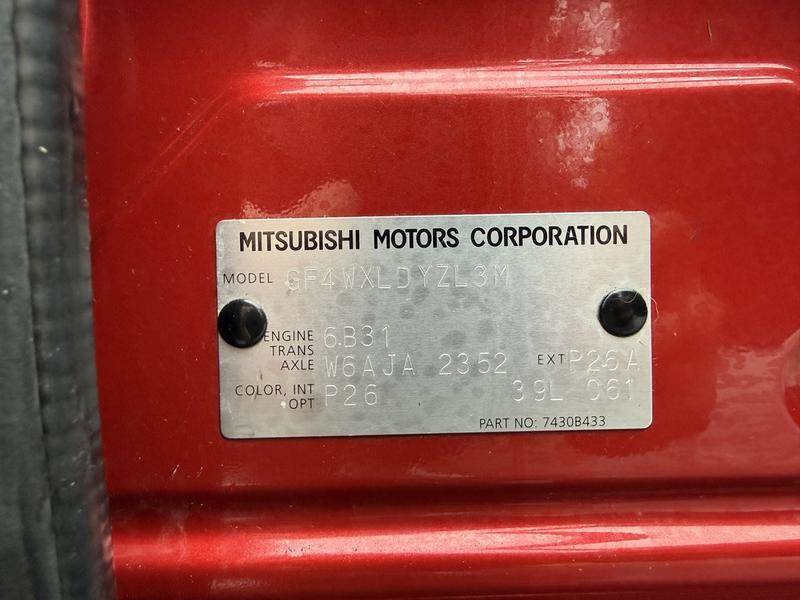 MITSUBISHI MOTORS CORPORATION
MODEL GF4WXLDYZL3M
ENGINE 6B31
TRANS AXLE W6AJA 2352 EXT P26A
COLOR, INT OPT P26 39L C61
PART NO: 7430B433